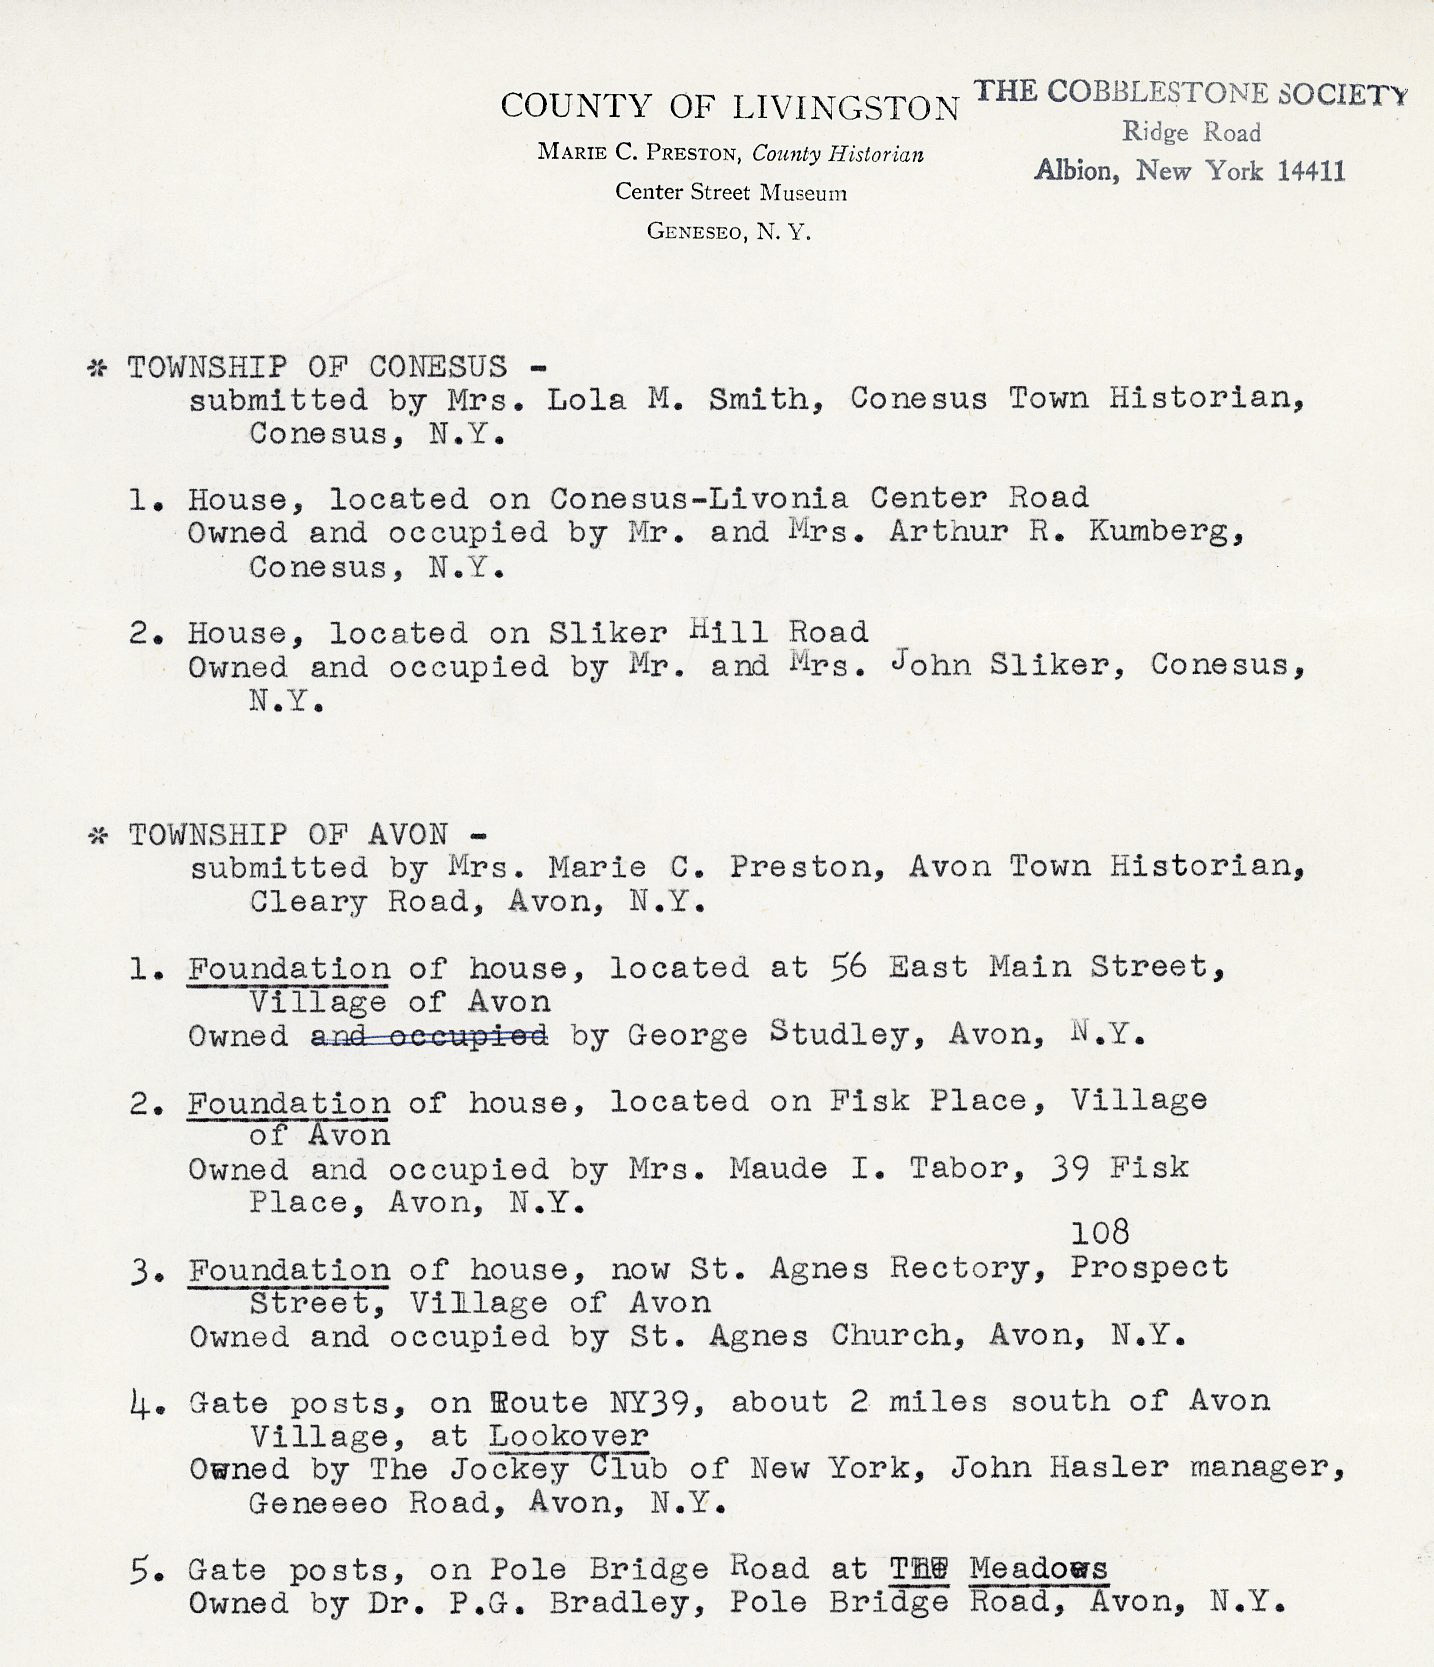 COUNTY OF LIVINGSTON
MARIE C. PRESTON, County Historian
Center Street Museum
GENESEO, N. Y.
THE COBBLESTONE SOCIETY
Ridge Road
Albion, New York 14411
* TOWNSHIP OF CONESUS -
submitted by Mrs. Lola M. Smith, Conesus Town Historian,
Conesus, N.Y.
1. House, located on Conesus-Livonia Center Road
Owned and occupied by Mr. and Mrs. Arthur R. Kumberg,
Conesus, N.Y.
2. House, located on Sliker Hill Road
Owned and occupied by Mr. and Mrs. John Sliker, Conesus,
N.Y.
* TOWNSHIP OF AVON -
submitted by Mrs. Marie C. Preston, Avon Town Historian,
Cleary Road, Avon, N.Y.
1. Foundation of house, located at 56 East Main Street,
Village of Avon
Owned and occupied by George Studley, Avon, N.Y.
2. Foundation of house, located on Fisk Place, Village
of Avon
Owned and occupied by Mrs. Maude I. Tabor, 39 Fisk
Place, Avon, N.Y.
108
3. Foundation of house, now St. Agnes Rectory, Prospect
Street, Village of Avon
Owned and occupied by St. Agnes Church, Avon, N.Y.
4. Gate posts, on Route NY39, about 2 miles south of Avon
Village, at Lookover
Owned by The Jockey Club of New York, John Hasler manager,
Geneeeo Road, Avon, N.Y.
5. Gate posts, on Pole Bridge Road at The Meadows
Owned by Dr. P.G. Bradley, Pole Bridge Road, Avon, N.Y.